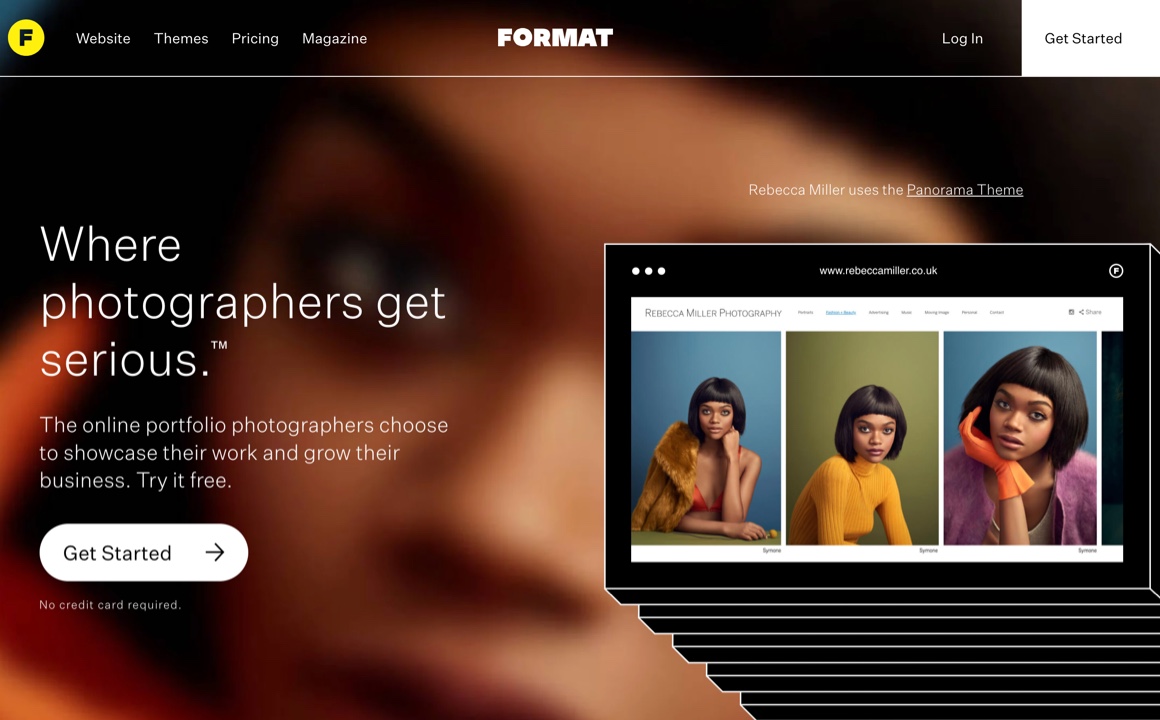 F
Website
Themes
Pricing
Magazine
FORMAT
Log In
Get Started
Rebecca Miller uses the Panorama Theme
Where
photographers get
serious.™
The online portfolio photographers choose
to showcase their work and grow their
business. Try it free.
Get Started
No credit card required.
www.rebeccamiller.co.uk
F
REBECCA MILLER PHOTOGRAPHY
Portraits
Fashion + Beauty
Advertising
Music
Moving Image
Personal
Contact
Share
Symone
Symone
Symone